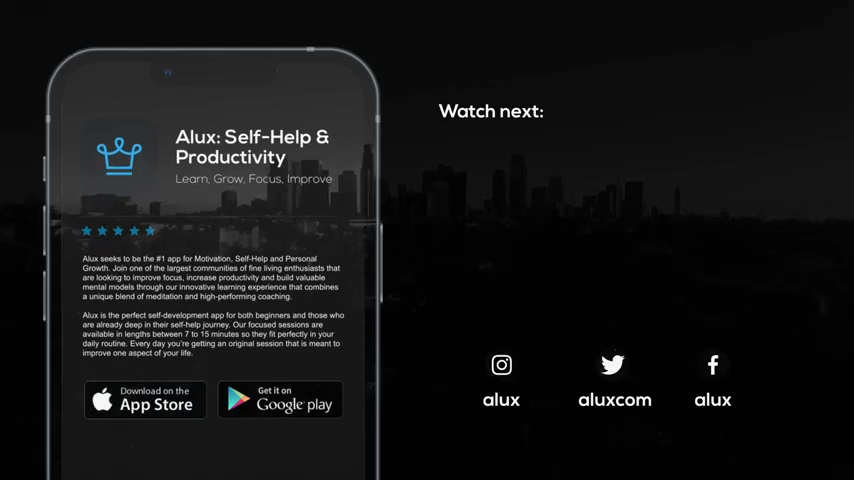 Alux: Self-Help &
Productivity
Learn, Grow, Focus, Improve
Alux seeks to be the #1 app for Motivation, Self-Help and Personal
Growth. Join one of the largest communities of fine living enthusiasts that
are looking to improve focus, increase productivity and build valuable
mental models through our innovative learning experience that combines
a unique blend of meditation and high-performing coaching.
Alux is the perfect self-development app for both beginners and those who
are already deep in their self-help journey. Our focused sessions are
available in lengths between 7 to 15 minutes so they fit perfectly in your
daily routine. Every day you're getting an original session that is meant to
improve one aspect of your life.
Download on the
App Store
Get it on
Google play
Watch next:
alux
aluxcom
alux